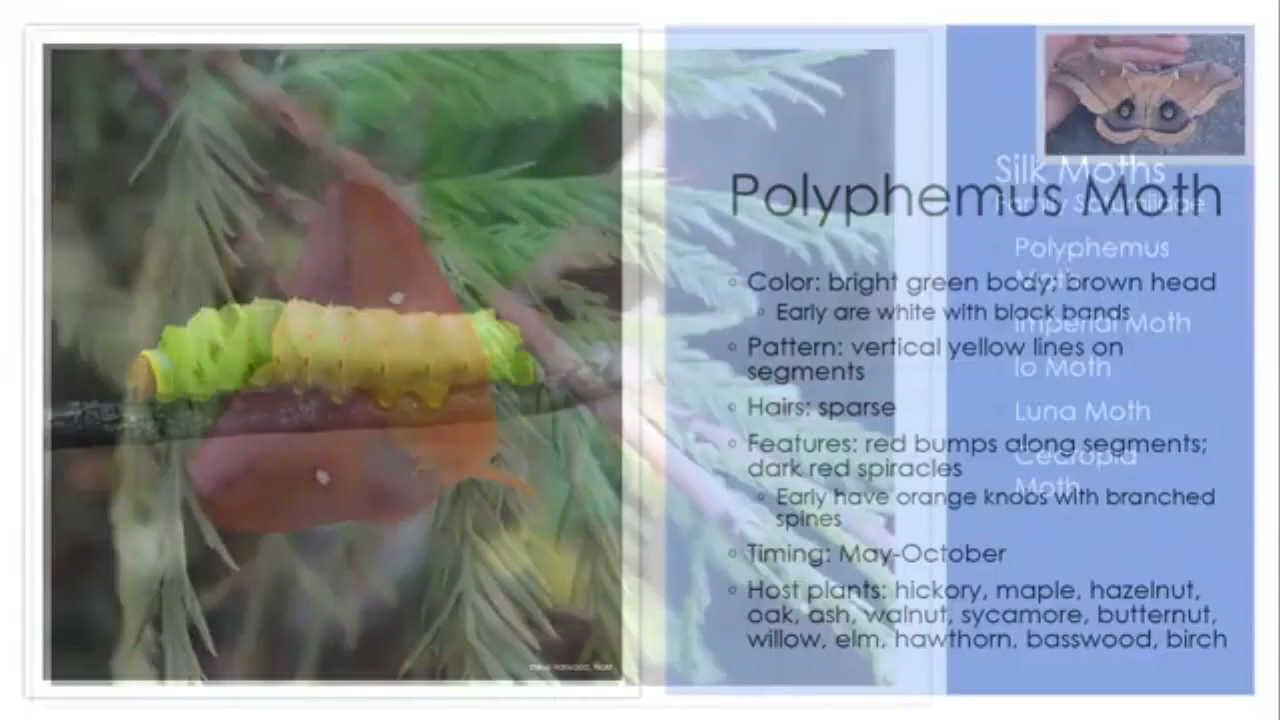 Silk Moths
Polyphemus Moth
Family Saturniidae
Polyphemus
Moth
Color: bright green body; brown head
Early are white with black bands
Imperial Moth
Pattern: vertical yellow lines on
segments
Io Moth
Hairs: sparse
Luna Moth
Features: red bumps along segments;
dark red spiracles
Cecropia
Moth
Early have orange knobs with branched
spines
Timing: May-October
Host plants: hickory, maple, hazelnut,
oak, ash, walnut, sycamore, butternut,
willow, elm, hawthorn, basswood, birch